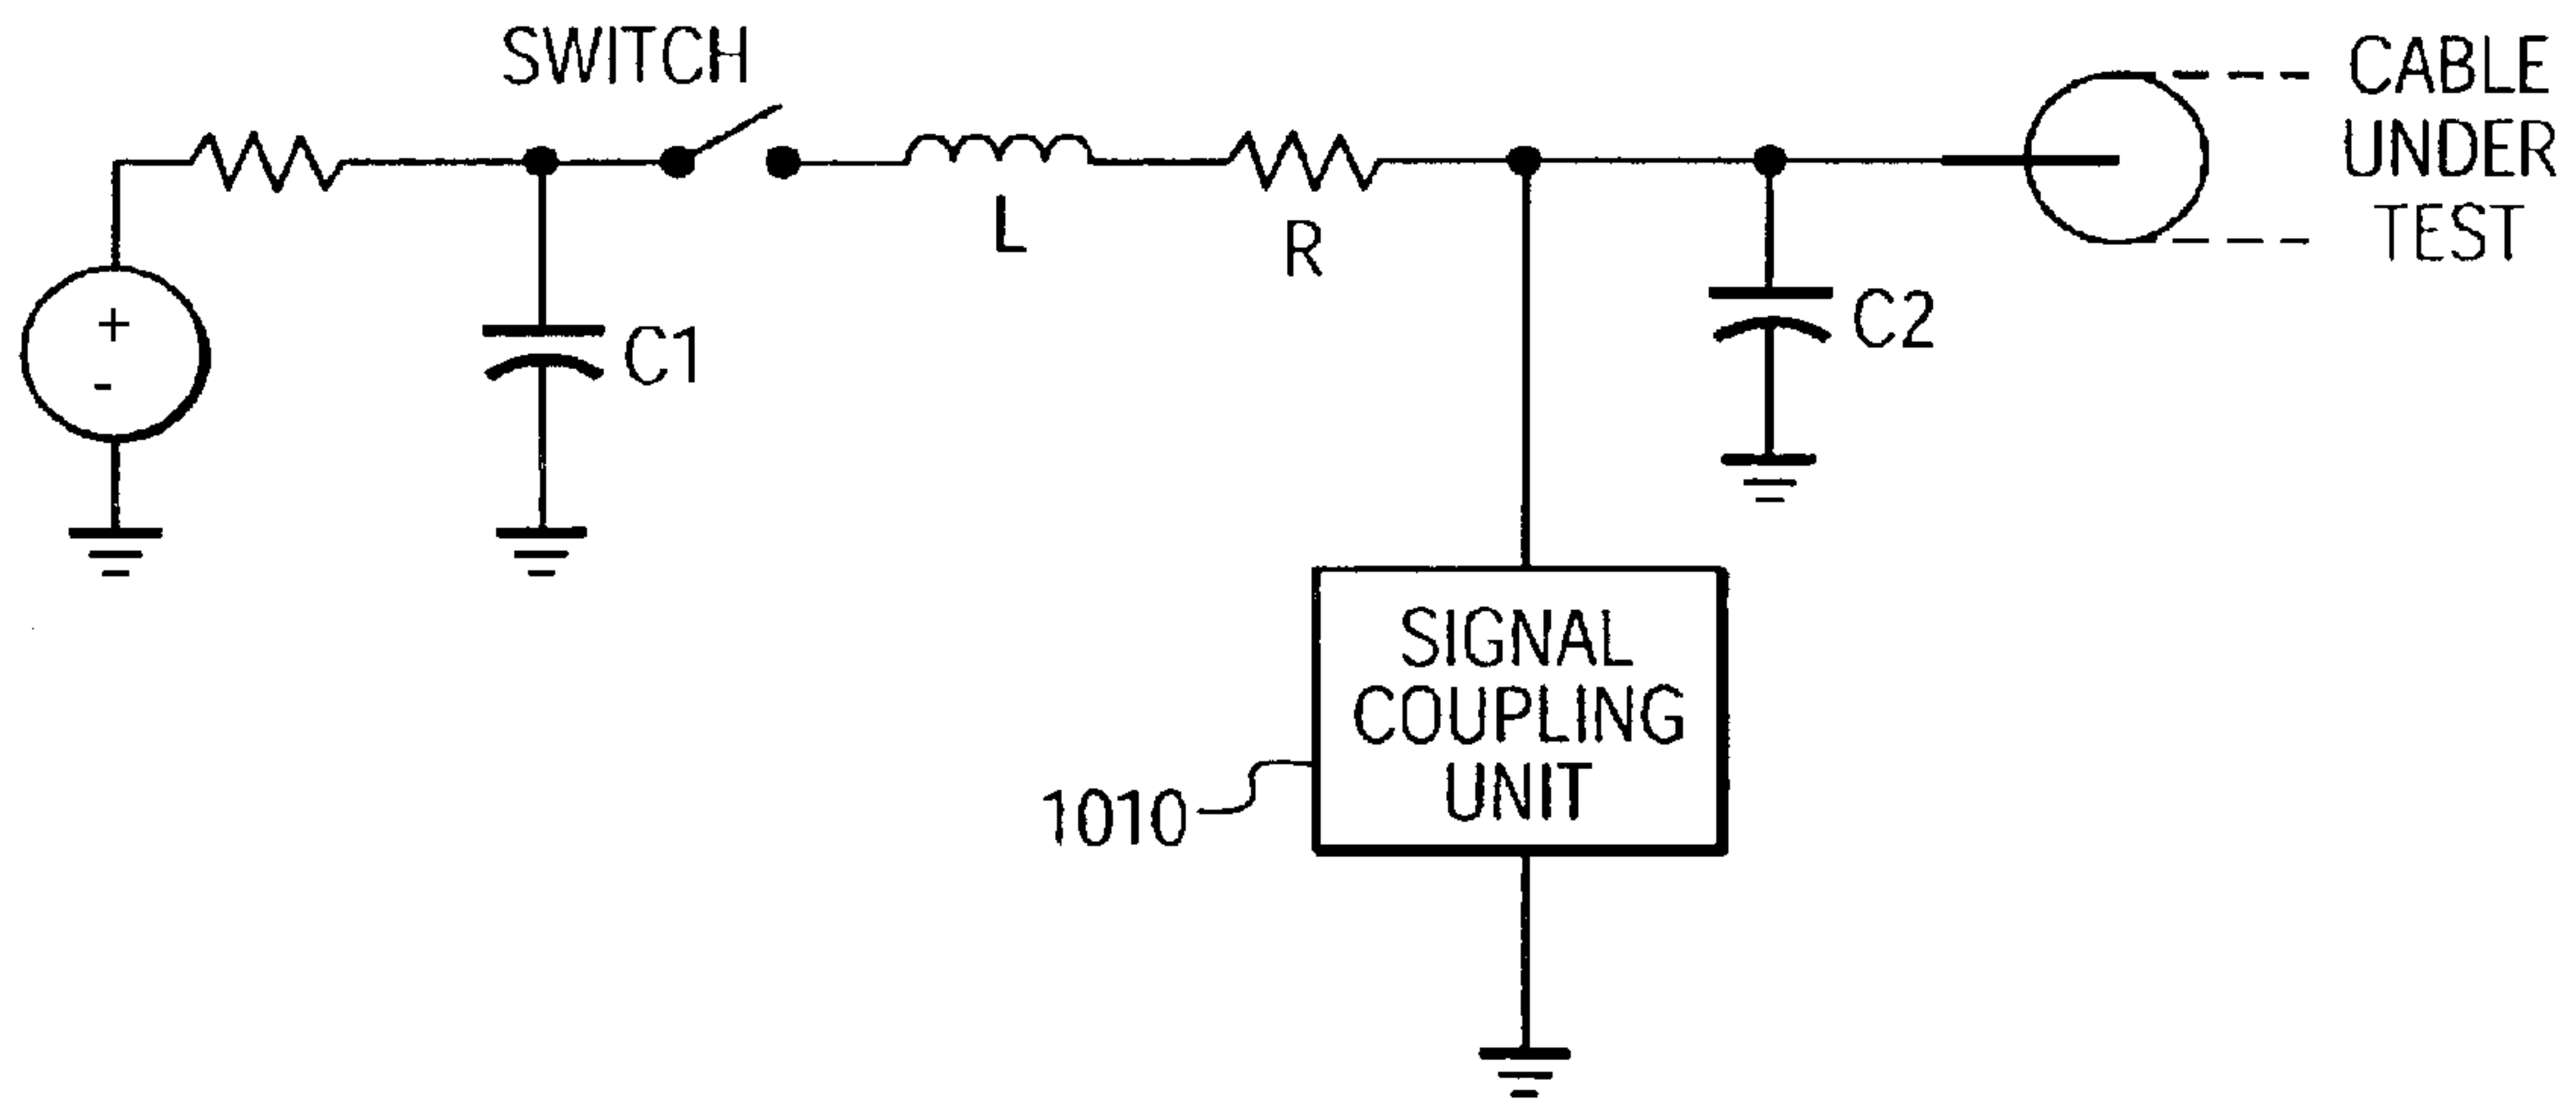 SWITCH
CABLE
UNDER
TEST
L
R
+
-
C1
C2
SIGNAL
COUPLING
UNIT
1010